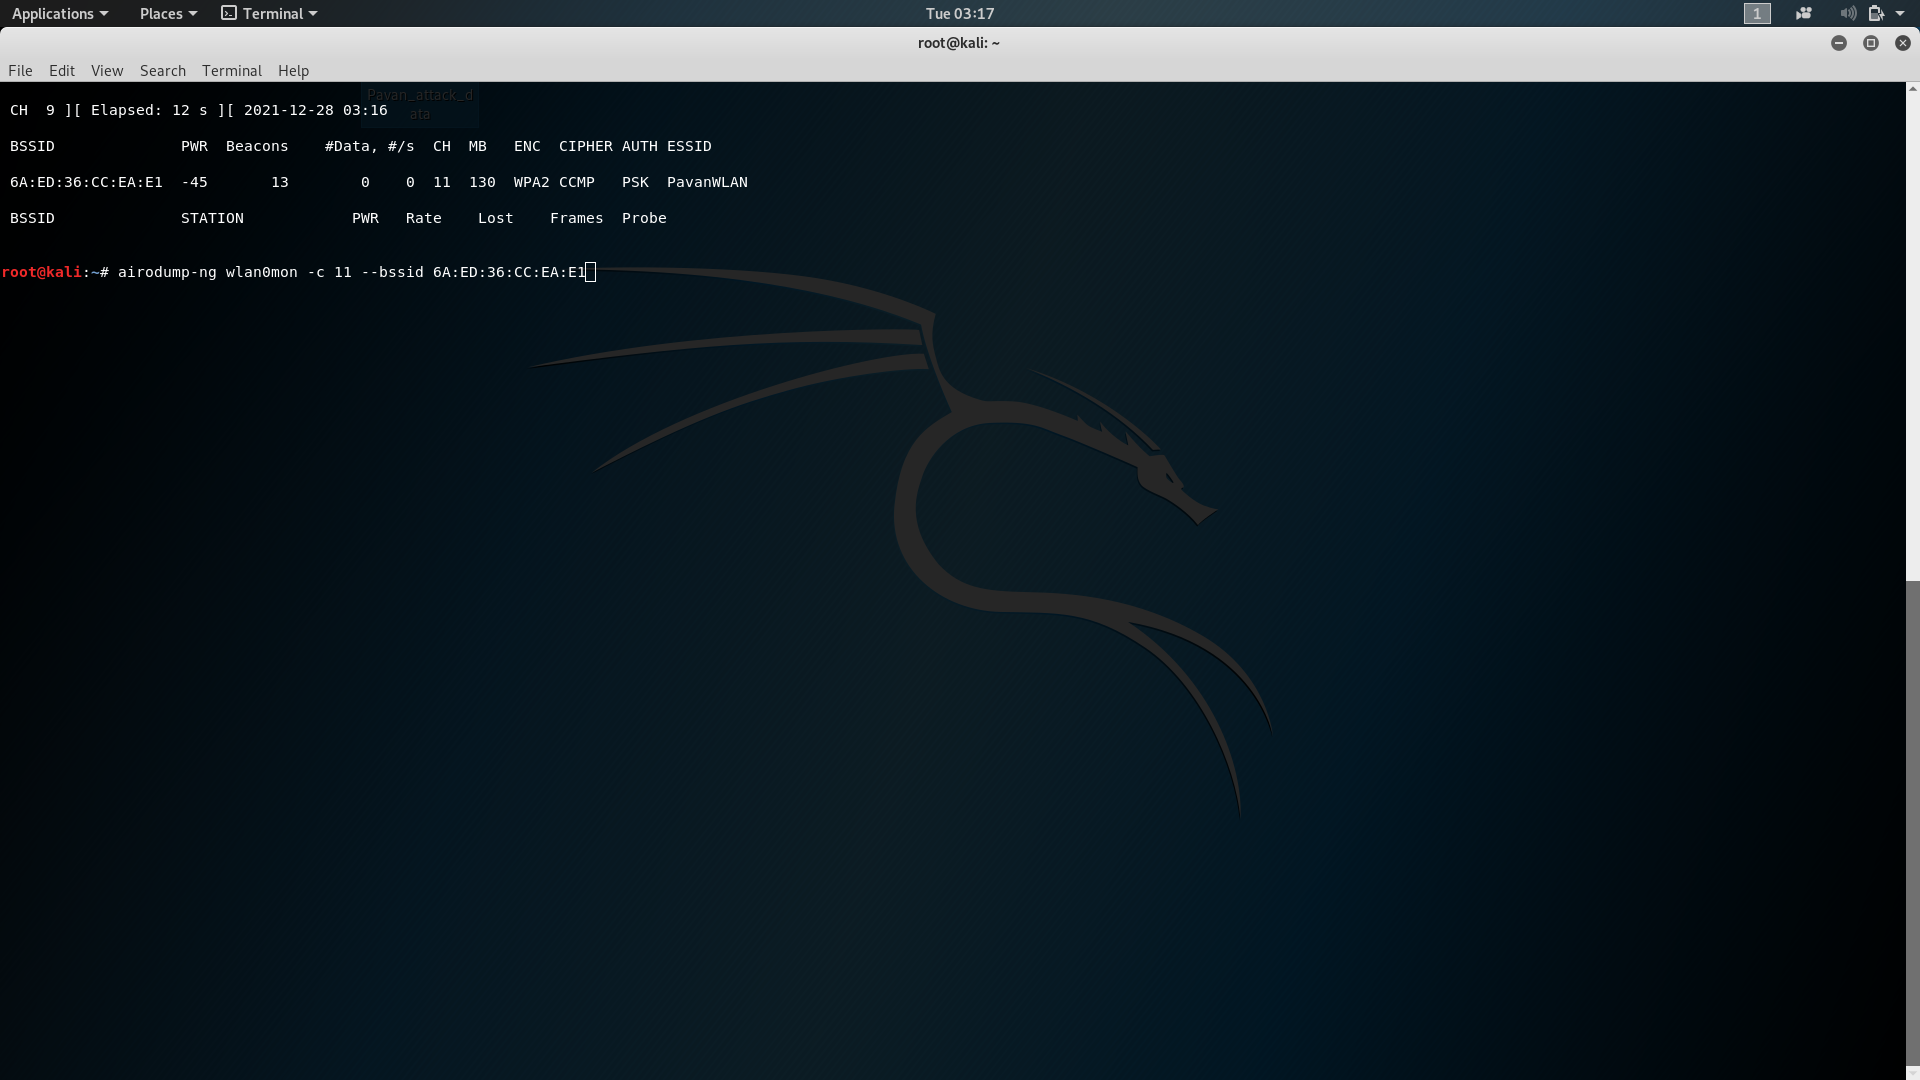 Applications Places Terminal Tue 03:17 1
root@kali: ~
File Edit View Search Terminal Help
Pavan_attack_d
ata
CH  9 ][ Elapsed: 12 s ][ 2021-12-28 03:16
BSSID              PWR  Beacons    #Data, #/s  CH  MB   ENC  CIPHER AUTH ESSID
6A:ED:36:CC:EA:E1  -45       13        0    0  11  130  WPA2 CCMP   PSK  PavanWLAN
BSSID              STATION            PWR   Rate    Lost    Frames  Probe
root@kali:~# airodump-ng wlan0mon -c 11 --bssid 6A:ED:36:CC:EA:E1